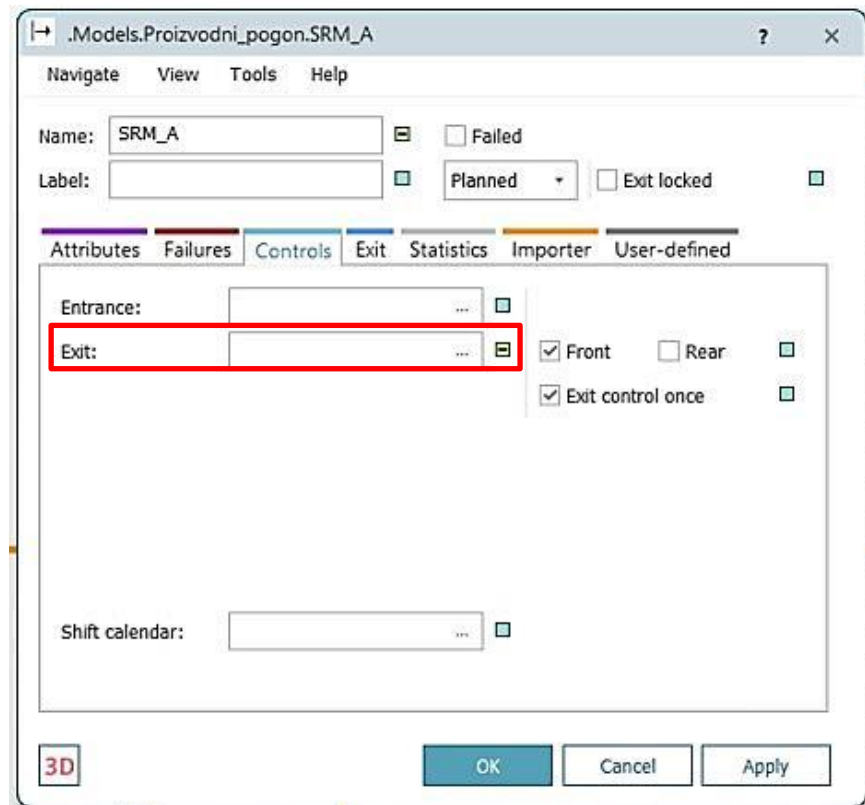 .Models.Proizvodni_pogon.SRM_A ?
Navigate View Tools Help
Name: SRM_A Failed
Label: Planned Exit locked
Attributes Failures Controls Exit Statistics Importer User-defined
Entrance: ...
Exit: ... Front Rear
Exit control once
Shift calendar: ...
3D OK Cancel Apply